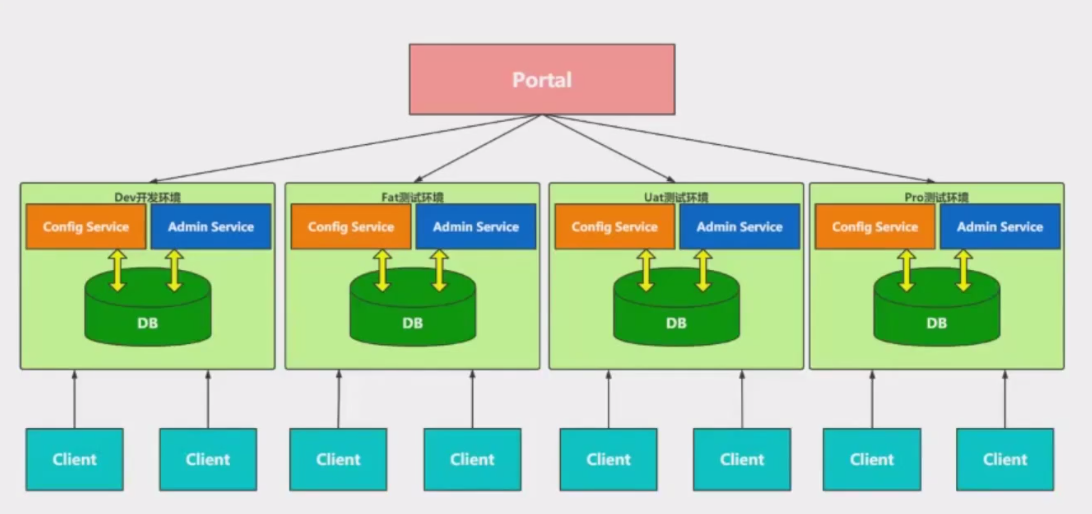 Portal
Dev开发环境
Fat测试环境
Uat测试环境
Pro测试环境
Config Service
Admin Service
Config Service
Admin Service
Config Service
Admin Service
Config Service
Admin Service
DB
DB
DB
DB
Client
Client
Client
Client
Client
Client
Client
Client